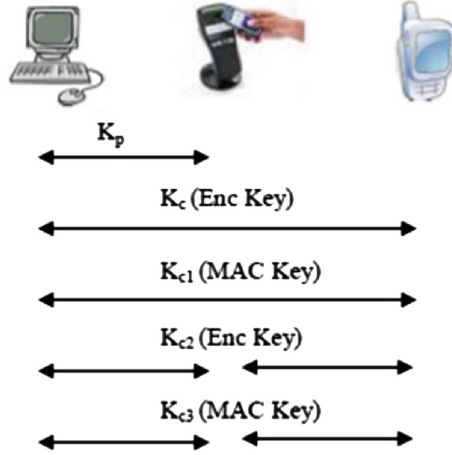 Kp
Kc (Enc Key)
Kc1 (MAC Key)
Kc2 (Enc Key)
Kc3 (MAC Key)